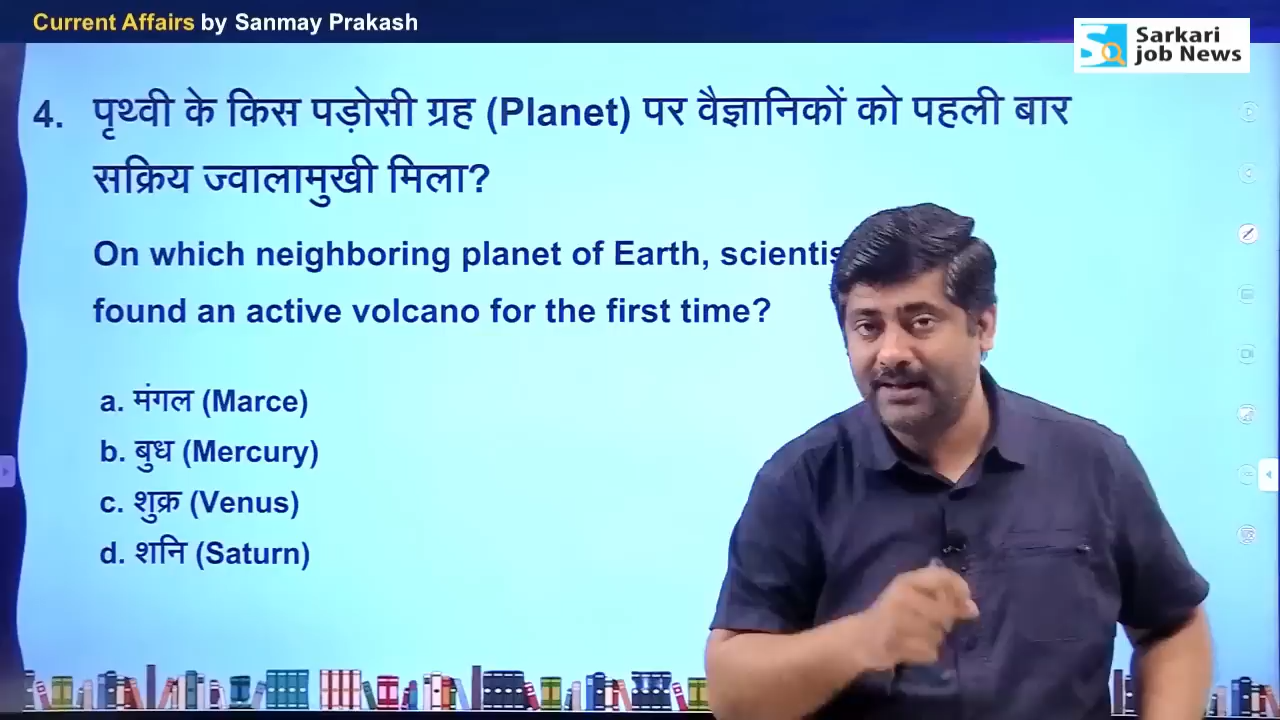 Current Affairs by Sanmay Prakash
Sarkari
job News
4. पृथ्वी के किस पड़ोसी ग्रह (Planet) पर वैज्ञानिकों को पहली बार
सक्रिय ज्वालामुखी मिला?
On which neighboring planet of Earth,
found an active volcano for the first time?
a. मंगल (Marce)
b. बुध (Mercury)
c. शुक्र (Venus)
d. शनि (Saturn)